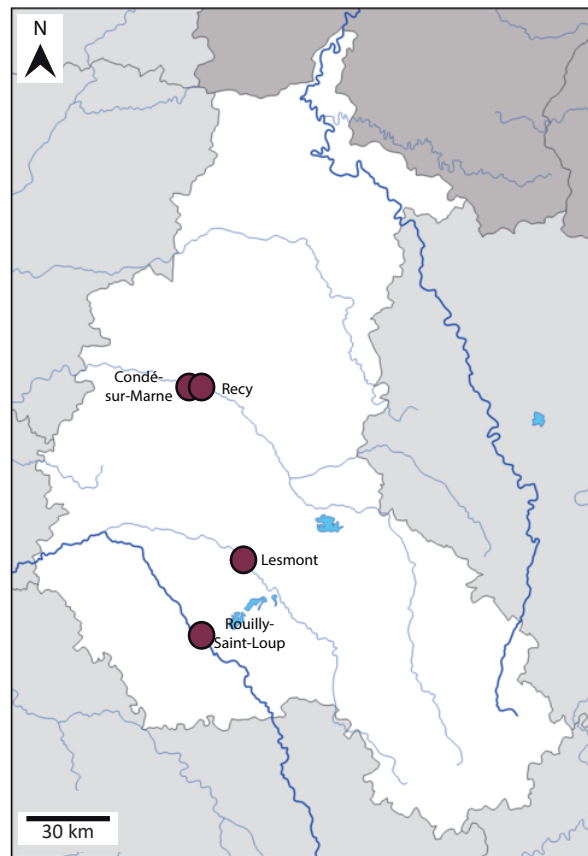 N
Condé-
sur-Marne
Recy
Lesmont
Rouilly-
Saint-Loup
30 km